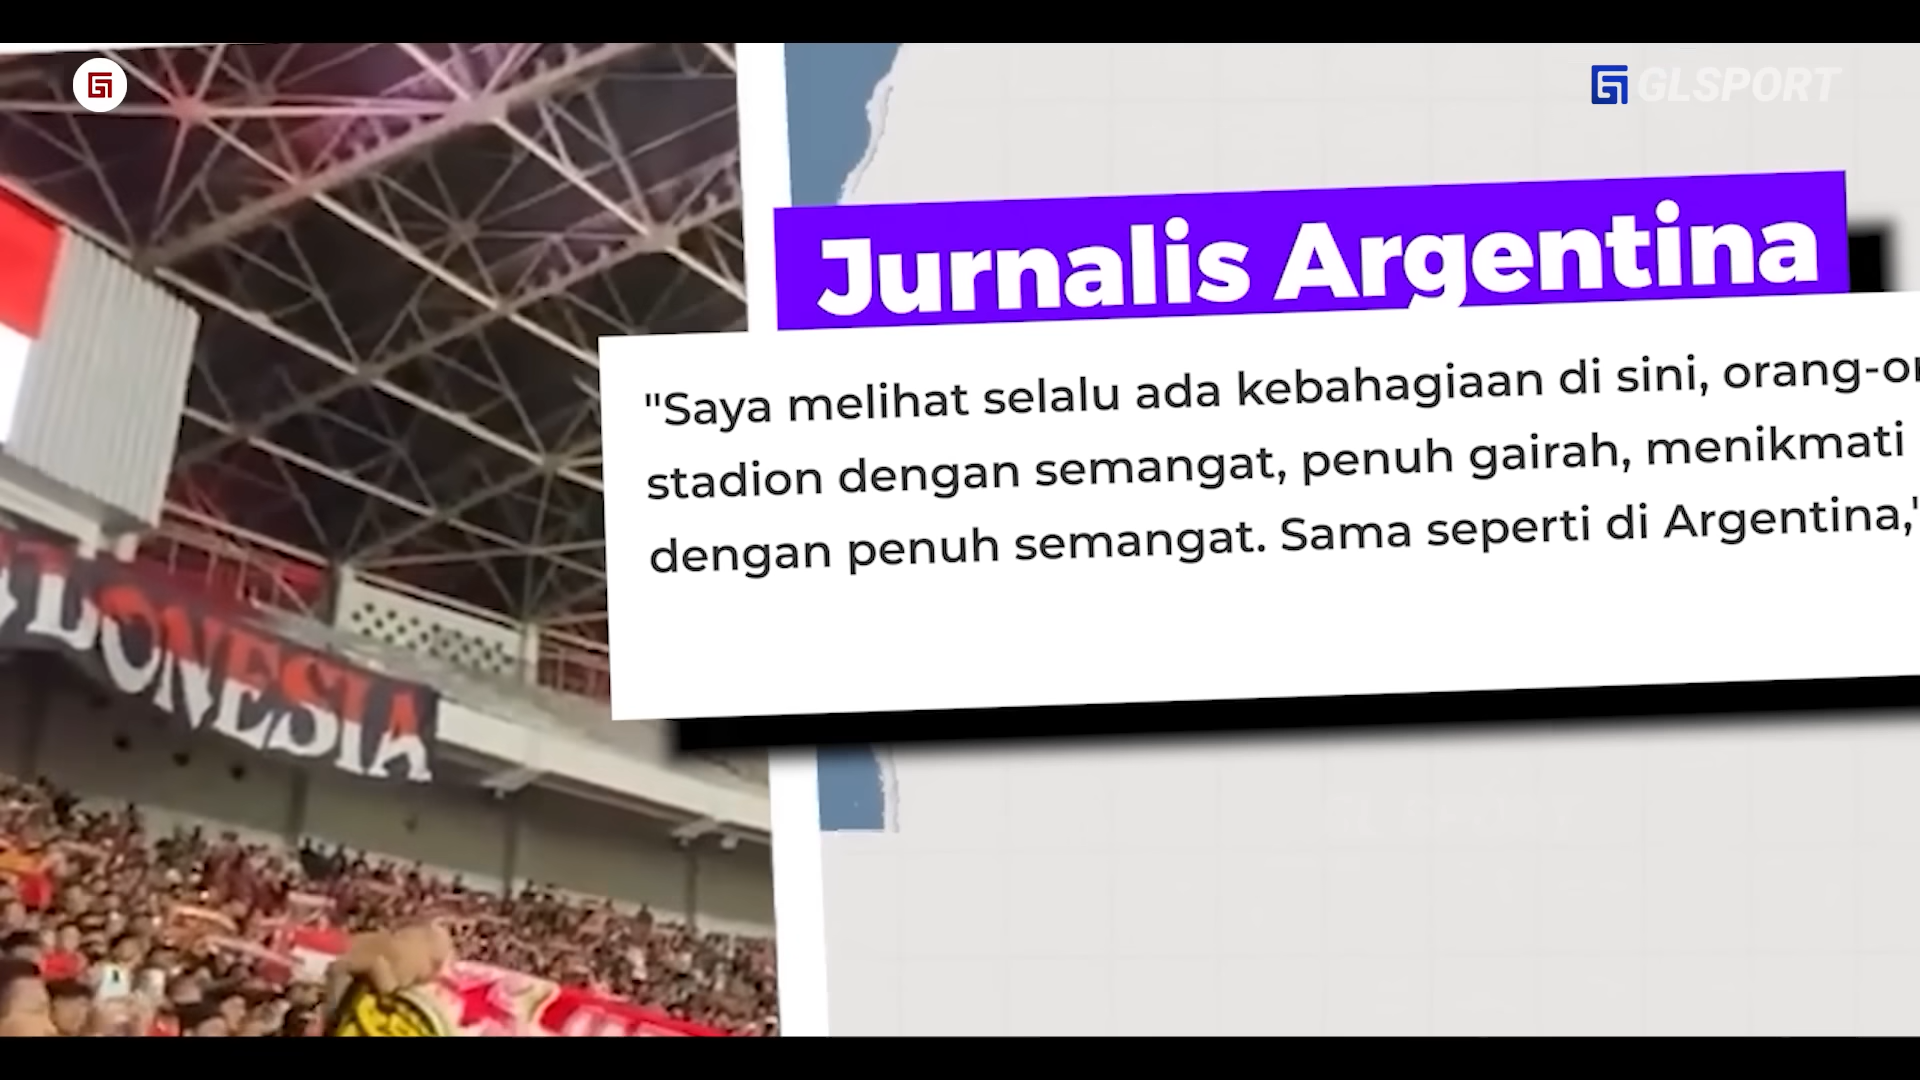 GLSPORT
Jurnalis Argentina
"Saya melihat selalu ada kebahagiaan di sini,
stadion dengan semangat, penuh gairah, menikmati
dengan penuh semangat. Sama seperti di Argentina,"
DONESIA